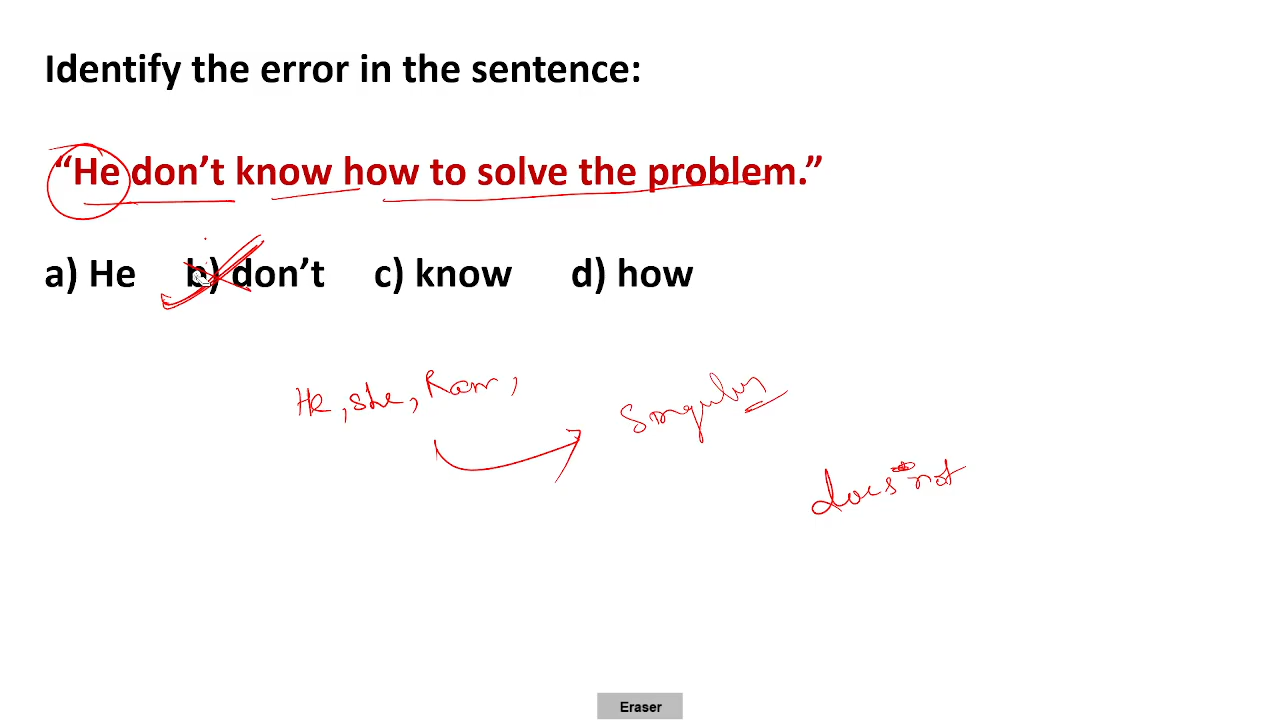 Identify the error in the sentence:
“He don’t know how to solve the problem.”
a) He b) don’t c) know d) how
He, she, Ram,
Singular
does not
Eraser